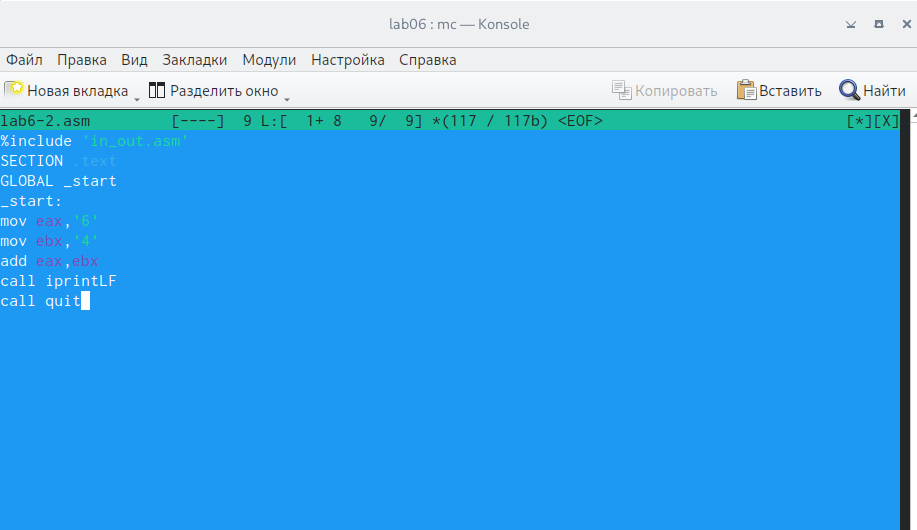 lab06 : mc — Konsole
Файл Правка Вид Закладки Модули Настройка Справка
Новая вкладка Разделить окно Копировать Вставить Найти
lab6-2.asm [----] 9 L:[ 1+ 8 9/ 9] *(117 / 117b) <EOF> [*][X]
%include 'in_out.asm'
SECTION .text
GLOBAL _start
_start:
mov eax,'6'
mov ebx,'4'
add eax,ebx
call iprintLF
call quit